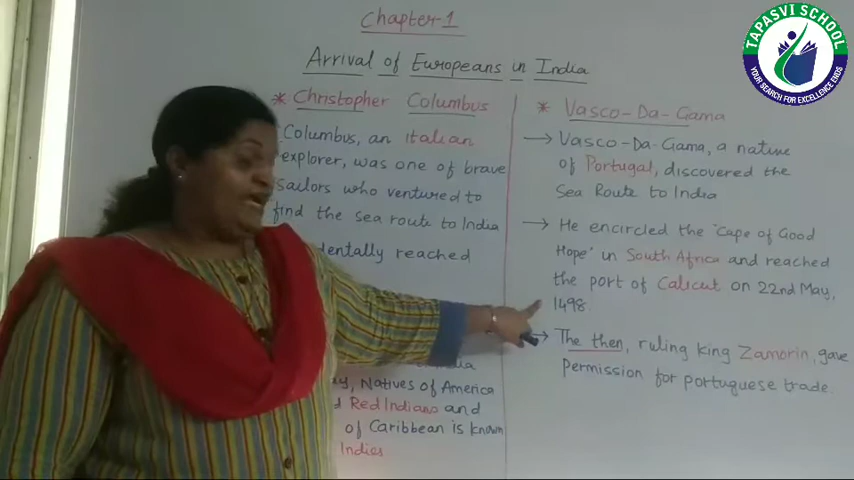 Chapter-1
Arrival of Europeans in India
* Christopher Columbus
Columbus, an Italian
explorer, was one of brave
sailors who ventured to
find the sea route to India
dentally reached
ia
Natives of America
Red Indians and
of Caribbean is known
Indies
* Vasco-Da-Gama
→ Vasco-Da-Gama, a native
of Portugal, discovered the
Sea Route to India
→ He encircled the 'Cape of Good
Hope' in South Africa and reached
the port of Calicut on 22nd May,
1498
→ The then, ruling king Zamorin, gave
Permission for portuguese trade.
TAPASVI SCHOOL
YOUR SEARCH FOR EXCELLENCE ENDS